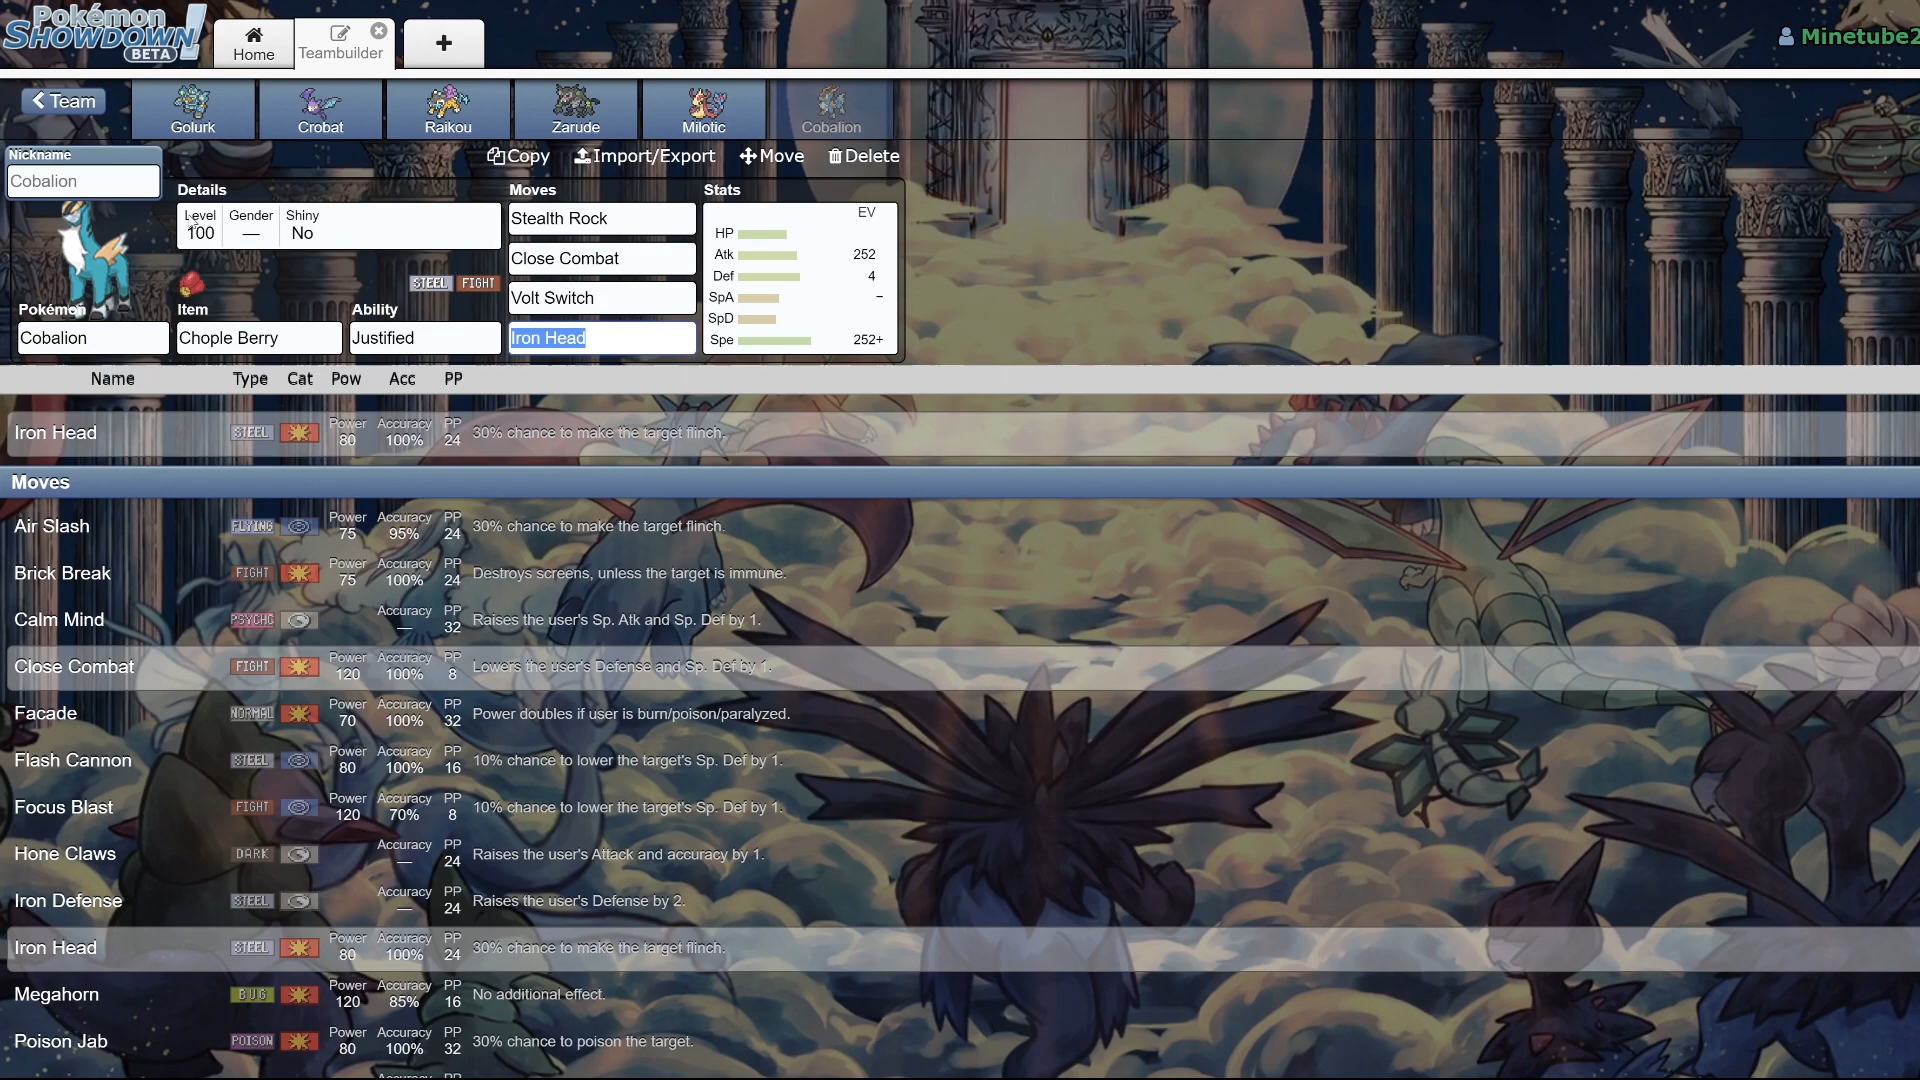 Pokémon
SHOWDOWN!
BETA
Home
Teambuilder
Minetube2
Team
Golurk
Crobat
Raikou
Zarude
Milotic
Cobalion
Copy
Import/Export
Move
Delete
Nickname
Cobalion
Details
Level
100
Gender
—
Shiny
No
STEEL
FIGHT
Pokémon
Cobalion
Item
Chople Berry
Ability
Justified
Moves
Stealth Rock
Close Combat
Volt Switch
Iron Head
Stats
EV
HP
Atk 252
Def 4
SpA –
SpD
Spe 252+
Name Type Cat Pow Acc PP
Iron Head STEEL Power 80 Accuracy 100% PP 24 30% chance to make the target flinch.
Moves
Air Slash FLYING Power 75 Accuracy 95% PP 24 30% chance to make the target flinch.
Brick Break FIGHT Power 75 Accuracy 100% PP 24 Destroys screens, unless the target is immune.
Calm Mind PSYCHC Accuracy — PP 32 Raises the user's Sp. Atk and Sp. Def by 1.
Close Combat FIGHT Power 120 Accuracy 100% PP 8 Lowers the user's Defense and Sp. Def by 1.
Facade NORMAL Power 70 Accuracy 100% PP 32 Power doubles if user is burn/poison/paralyzed.
Flash Cannon STEEL Power 80 Accuracy 100% PP 16 10% chance to lower the target's Sp. Def by 1.
Focus Blast FIGHT Power 120 Accuracy 70% PP 8 10% chance to lower the target's Sp. Def by 1.
Hone Claws DARK Accuracy — PP 24 Raises the user's Attack and accuracy by 1.
Iron Defense STEEL Accuracy — PP 24 Raises the user's Defense by 2.
Iron Head STEEL Power 80 Accuracy 100% PP 24 30% chance to make the target flinch.
Megahorn BUG Power 120 Accuracy 85% PP 16 No additional effect.
Poison Jab POISON Power 80 Accuracy 100% PP 32 30% chance to poison the target.